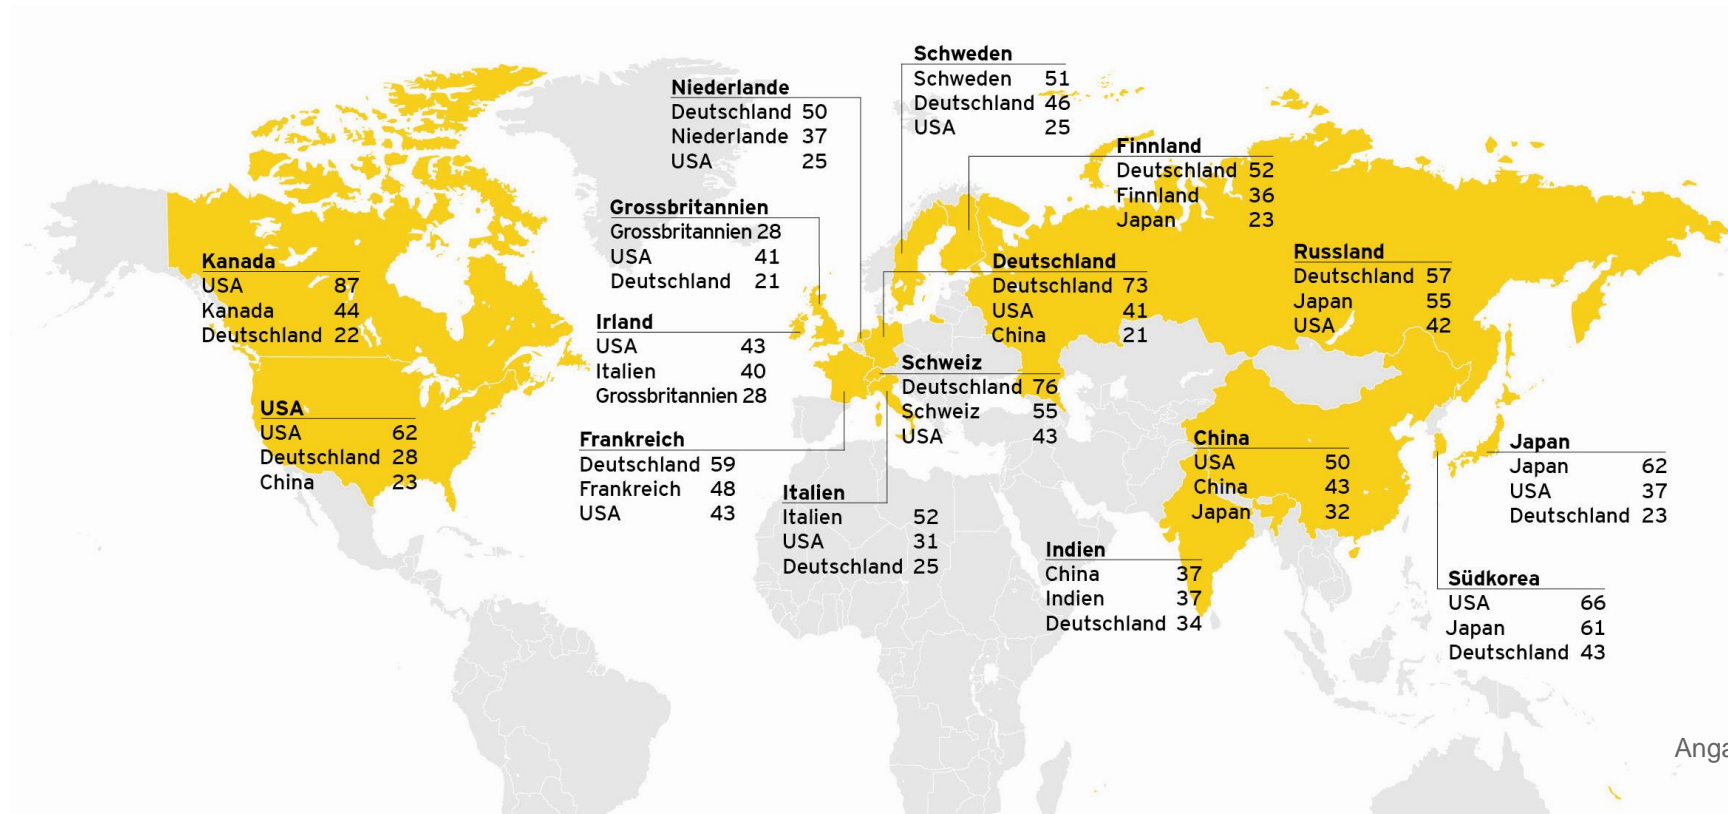 Schweden
Schweden 51
Deutschland 46
USA 25
Niederlande
Deutschland 50
Niederlande 37
USA 25
Finnland
Deutschland 52
Finnland 36
Japan 23
Grossbritannien
Grossbritannien 28
USA 41
Deutschland 21
Kanada
USA 87
Kanada 44
Deutschland 22
Deutschland
Deutschland 73
USA 41
China 21
Russland
Deutschland 57
Japan 55
USA 42
Irland
USA 43
Italien 40
Grossbritannien 28
Schweiz
Deutschland 76
Schweiz 55
USA 43
USA
USA 62
Deutschland 28
China 23
Frankreich
Deutschland 59
Frankreich 48
USA 43
China
USA 50
China 43
Japan 32
Japan
Japan 62
USA 37
Deutschland 23
Italien
Italien 52
USA 31
Deutschland 25
Indien
China 37
Indien 37
Deutschland 34
Südkorea
USA 66
Japan 61
Deutschland 43